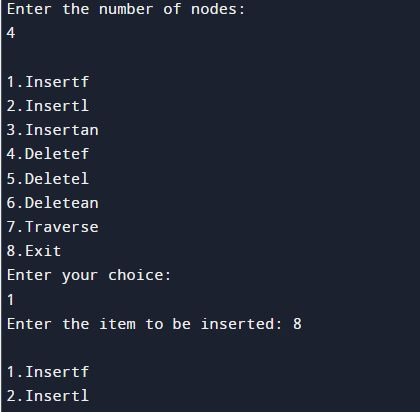 Enter the number of nodes:
4
1.Insertf
2.Insertl
3.Insertan
4.Deletef
5.Deletel
6.Deletean
7.Traverse
8.Exit
Enter your choice:
1
Enter the item to be inserted: 8
1.Insertf
2.Insertl